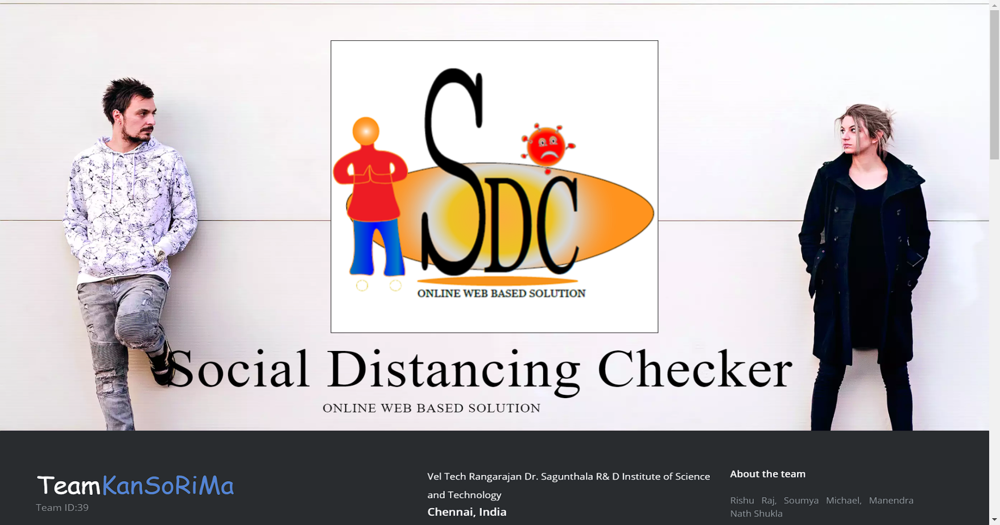 SDC
ONLINE WEB BASED SOLUTION
Social Distancing Checker
ONLINE WEB BASED SOLUTION
TeamKanSoRiMa
Team ID:39
Vel Tech Rangarajan Dr. Sagunthala R& D Institute of Science
and Technology
Chennai, India
About the team
Rishu Raj, Soumya Michael, Manendra
Nath Shukla